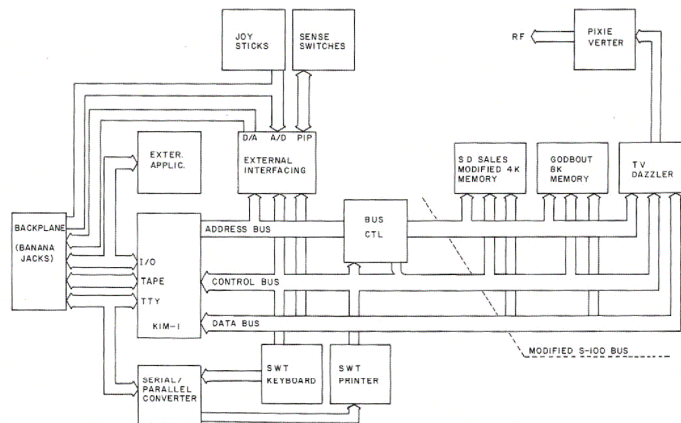 JOY
STICKS
SENSE
SWITCHES
RF
PIXIE
VERTER
D/A A/D PIP
EXTERNAL
INTERFACING
EXTER.
APPLIC.
SD SALES
MODIFIED 4K
MEMORY
GODBOUT
8K
MEMORY
TV
DAZZLER
BACKPLANE
(BANANA
JACKS)
ADDRESS BUS
BUS
CTL
I/O
TAPE
TTY
KIM-1
CONTROL BUS
DATA BUS
MODIFIED S-100 BUS
SERIAL/
PARALLEL
CONVERTER
SWT
KEYBOARD
SWT
PRINTER